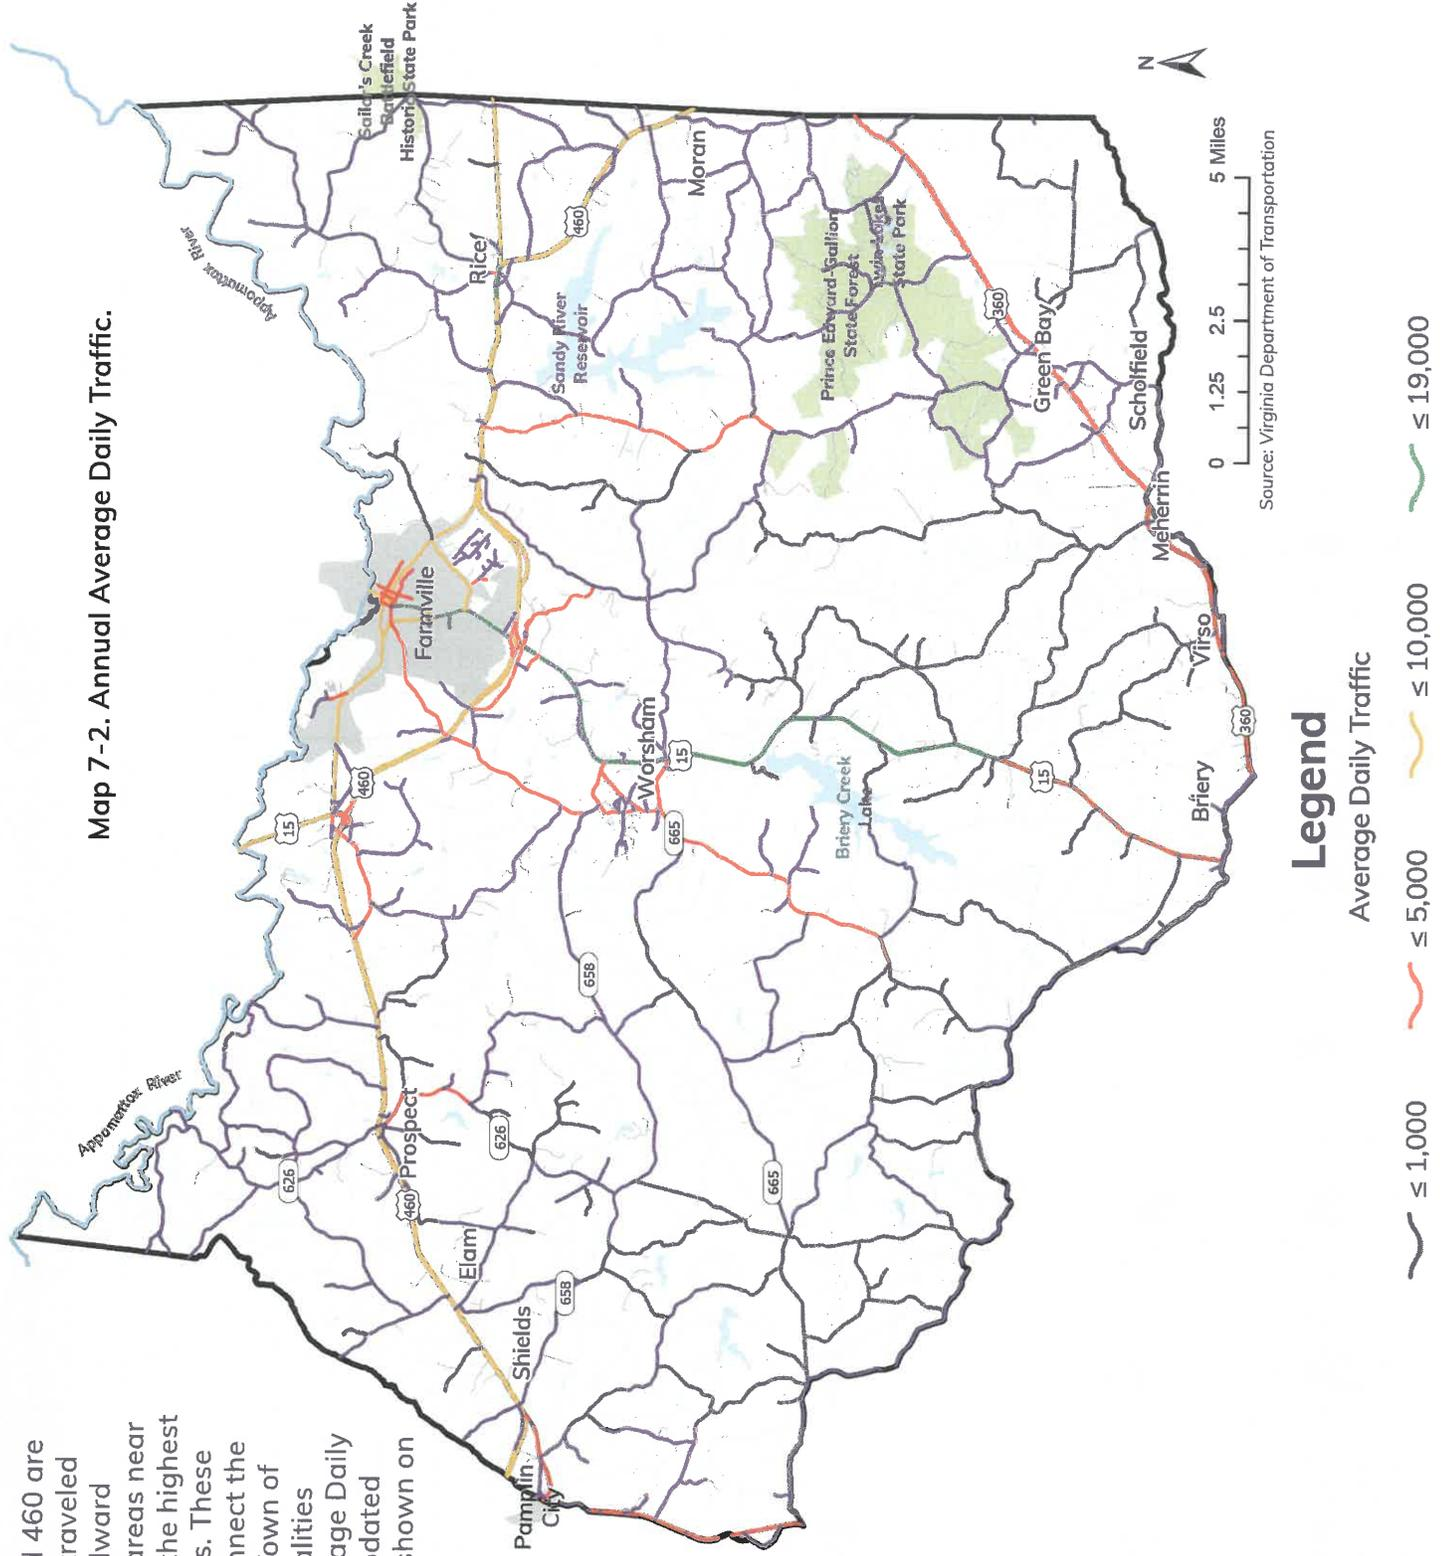 Map 7-2. Annual Average Daily Traffic.
460 are
raveled
lward
areas near
the highest
s. These
nnect the
own of
alities
age Daily
odated
shown on
Appomattox River
Appomattox River
Sailor's Creek
Battlefield
Historic State Park
15
460
626
Prospect
460
Farmville
Rice
460
Elam
626
Shields
658
658
Pamplin
City
Sandy River
Reservoir
Worsham
15
665
Moran
665
Briery Creek
Lake
Prince Edward-Gallion
State Forest
Twin Lakes
State Park
15
360
Green Bay
Scholfield
Meherrin
Virso
360
Briery
N
0 1.25 2.5 5 Miles
Source: Virginia Department of Transportation
Legend
Average Daily Traffic
≤ 1,000 ≤ 5,000 ≤ 10,000 ≤ 19,000